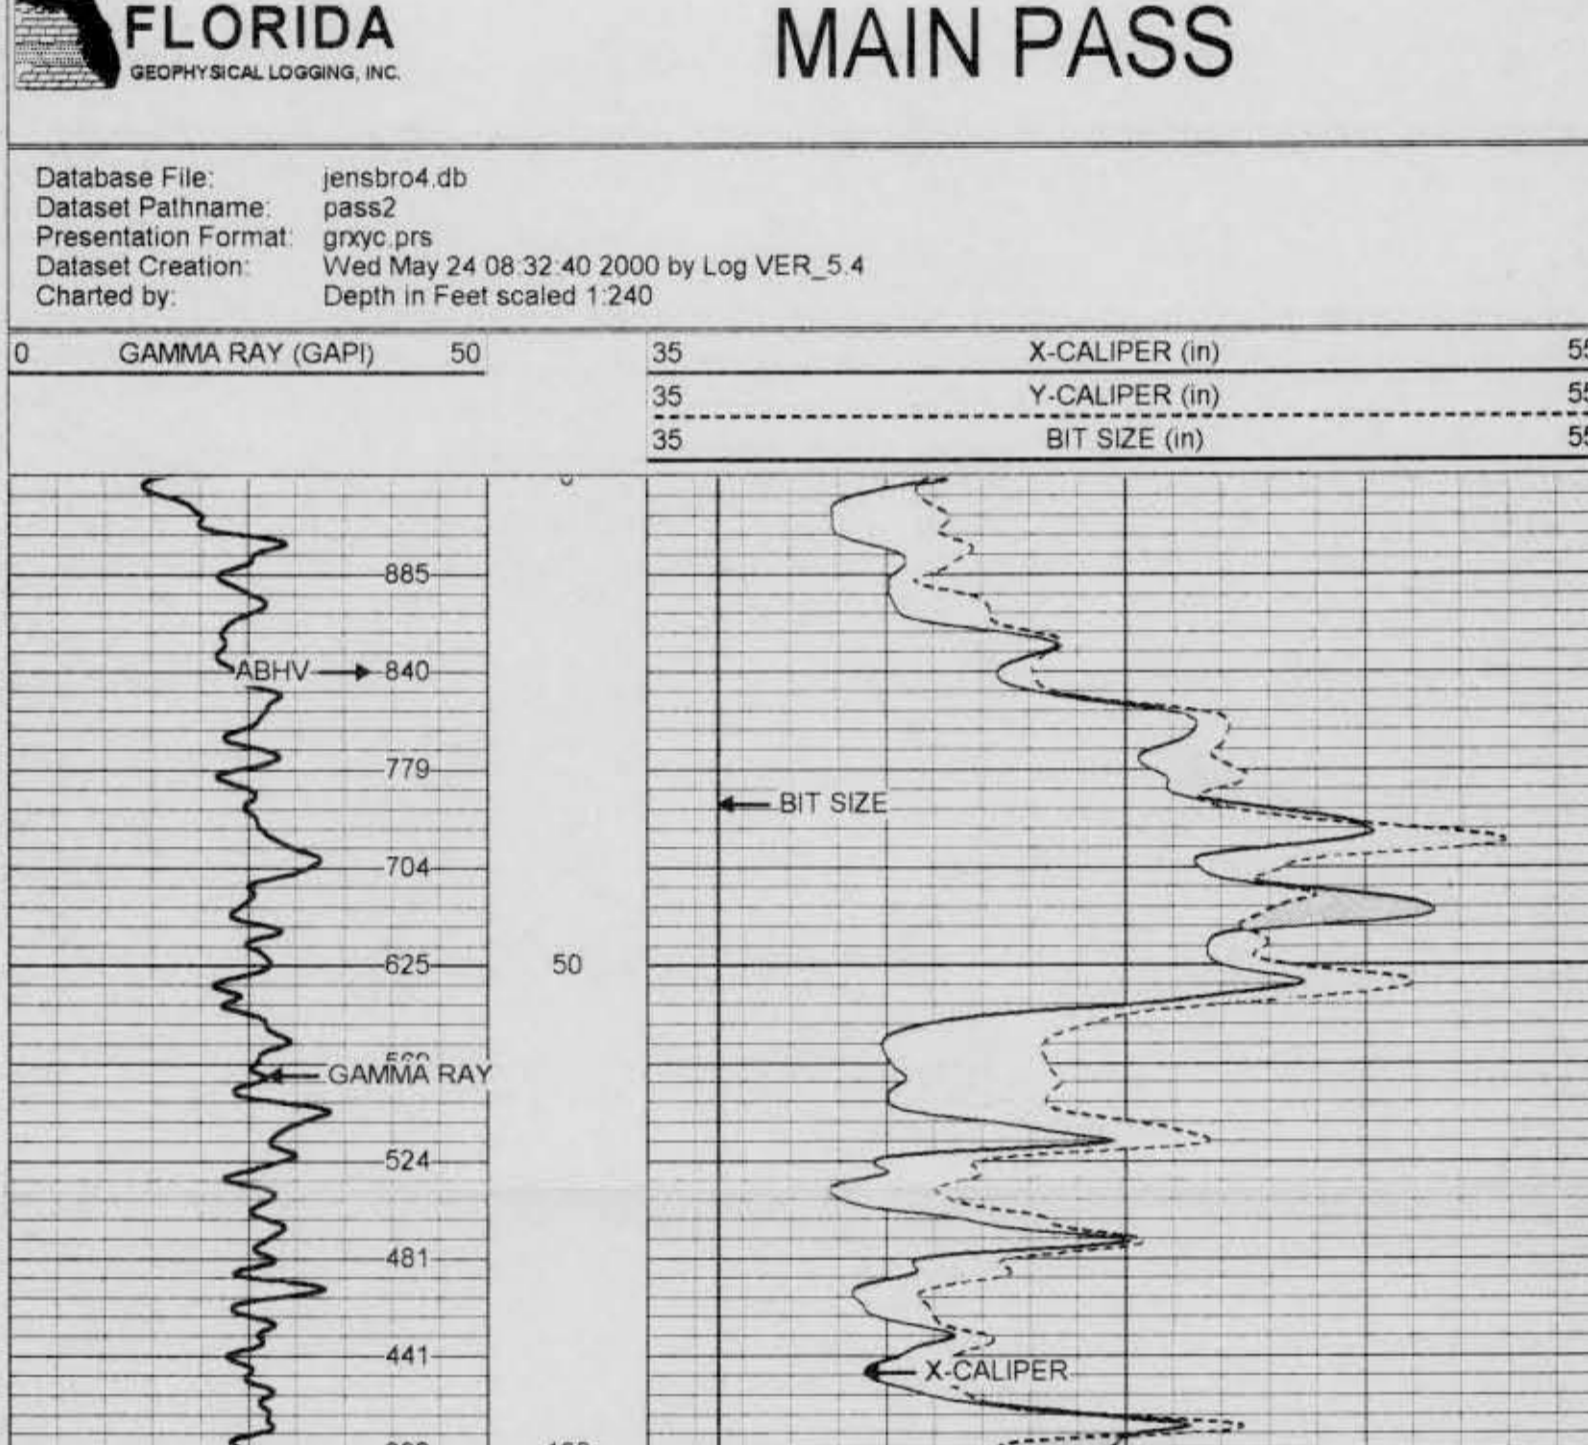 FLORIDA
GEOPHYSICAL LOGGING, INC.
MAIN PASS
Database File: jensbro4.db
Dataset Pathname: pass2
Presentation Format: grxyc.prs
Dataset Creation: Wed May 24 08:32:40 2000 by Log VER_5.4
Charted by: Depth in Feet scaled 1:240
0 GAMMA RAY (GAPI) 50 35 X-CALIPER (in) 55
35 Y-CALIPER (in) 55
35 BIT SIZE (in) 55
885
ABHV 840
779
BIT SIZE
704
625 50
GAMMA RAY
524
481
441
X-CALIPER